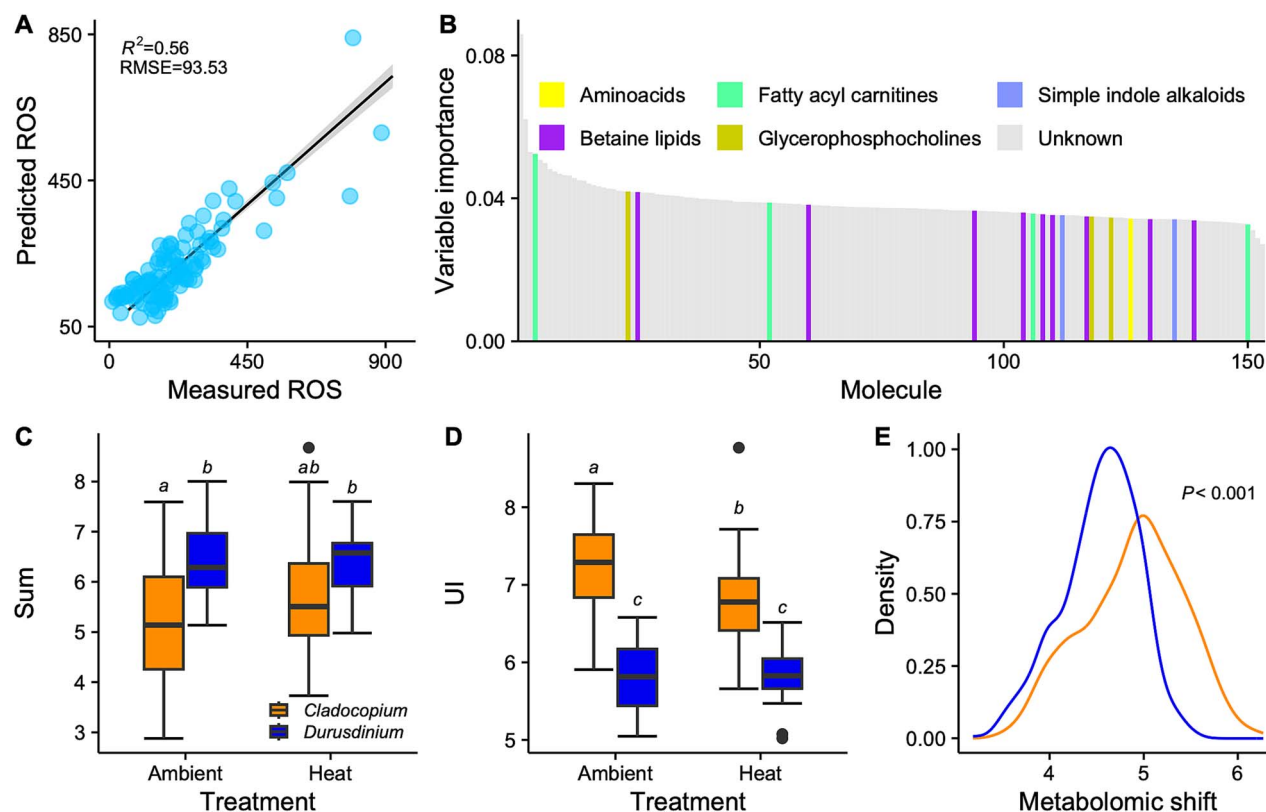 A
850
450
50
Predicted ROS
R²=0.56
RMSE=93.53
0
450
900
Measured ROS
B
0.08
0.04
0.00
Variable importance
Aminoacids
Fatty acyl carnitines
Simple indole alkaloids
Betaine lipids
Glycerophosphocholines
Unknown
50
100
150
Molecule
C
8
7
6
5
4
3
Sum
a
b
ab
b
Cladocopium
Durusdinium
Ambient
Heat
Treatment
D
8
7
6
5
UI
a
c
b
c
Ambient
Heat
Treatment
E
1.00
0.75
0.50
0.25
0.00
Density
P< 0.001
4
5
6
Metabolomic shift